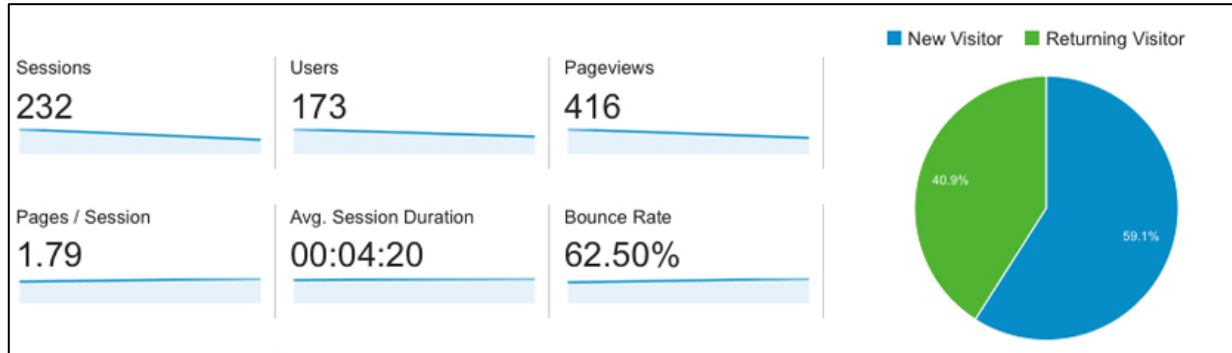 New Visitor Returning Visitor
Sessions Users Pageviews
232 173 416
Pages / Session Avg. Session Duration Bounce Rate
1.79 00:04:20 62.50%
40.9%
59.1%